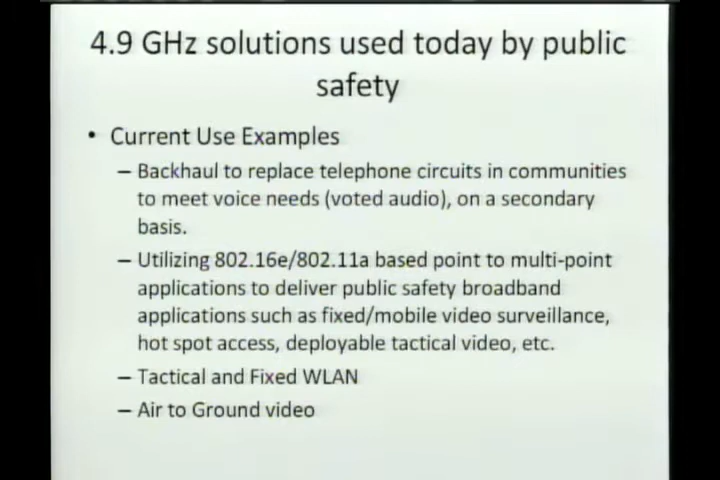 4.9 GHz solutions used today by public
safety
• Current Use Examples
– Backhaul to replace telephone circuits in communities
to meet voice needs (voted audio), on a secondary
basis.
– Utilizing 802.16e/802.11a based point to multi-point
applications to deliver public safety broadband
applications such as fixed/mobile video surveillance,
hot spot access, deployable tactical video, etc.
– Tactical and Fixed WLAN
– Air to Ground video